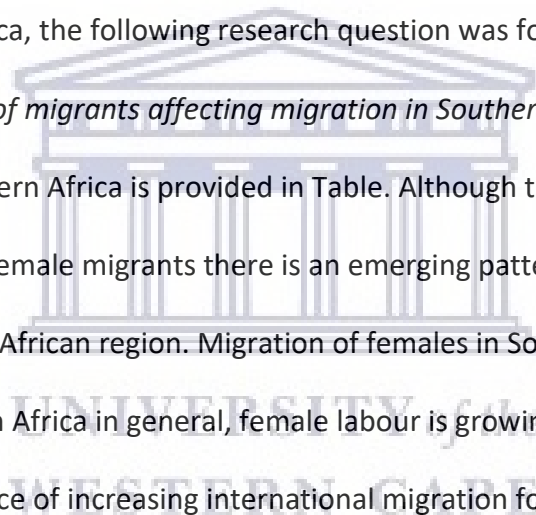 ca, the following research question was fo
of migrants affecting migration in Souther
ern Africa is provided in Table. Although t
emale migrants there is an emerging patte
African region. Migration of females in So
n Africa in general, female labour is growin
UNIVERSITY of the
ce of increasing international migration fo
WESTERN CAPE